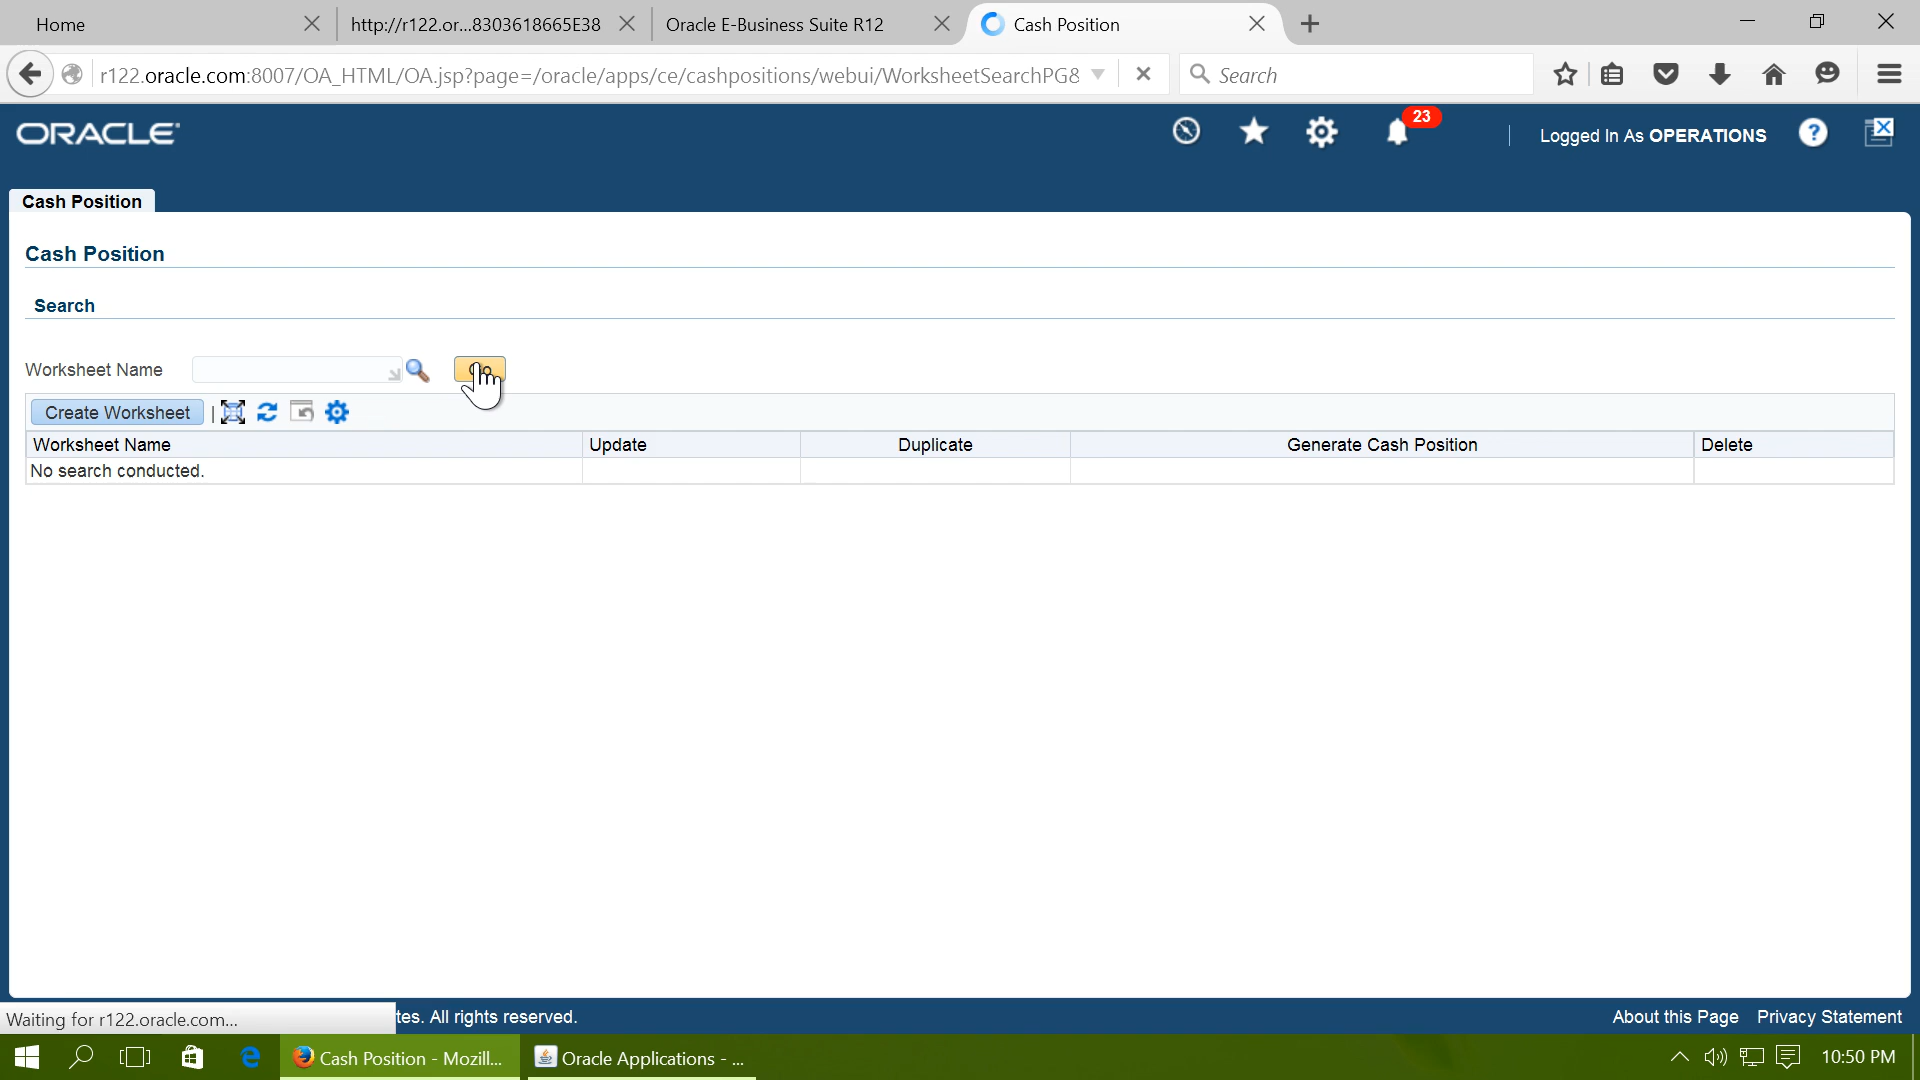 Home
http://r122.or...8303618665E38
Oracle E-Business Suite R12
Cash Position
r122.oracle.com:8007/OA_HTML/OA.jsp?page=/oracle/apps/ce/cashpositions/webui/WorksheetSearchPG8
Search
ORACLE
23
Logged In As OPERATIONS
?
Cash Position
Cash Position
Search
Worksheet Name
Create Worksheet
Worksheet Name Update Duplicate Generate Cash Position Delete
No search conducted.
Waiting for r122.oracle.com...
tes. All rights reserved.
About this Page Privacy Statement
Cash Position - Mozill...
Oracle Applications - ...
10:50 PM